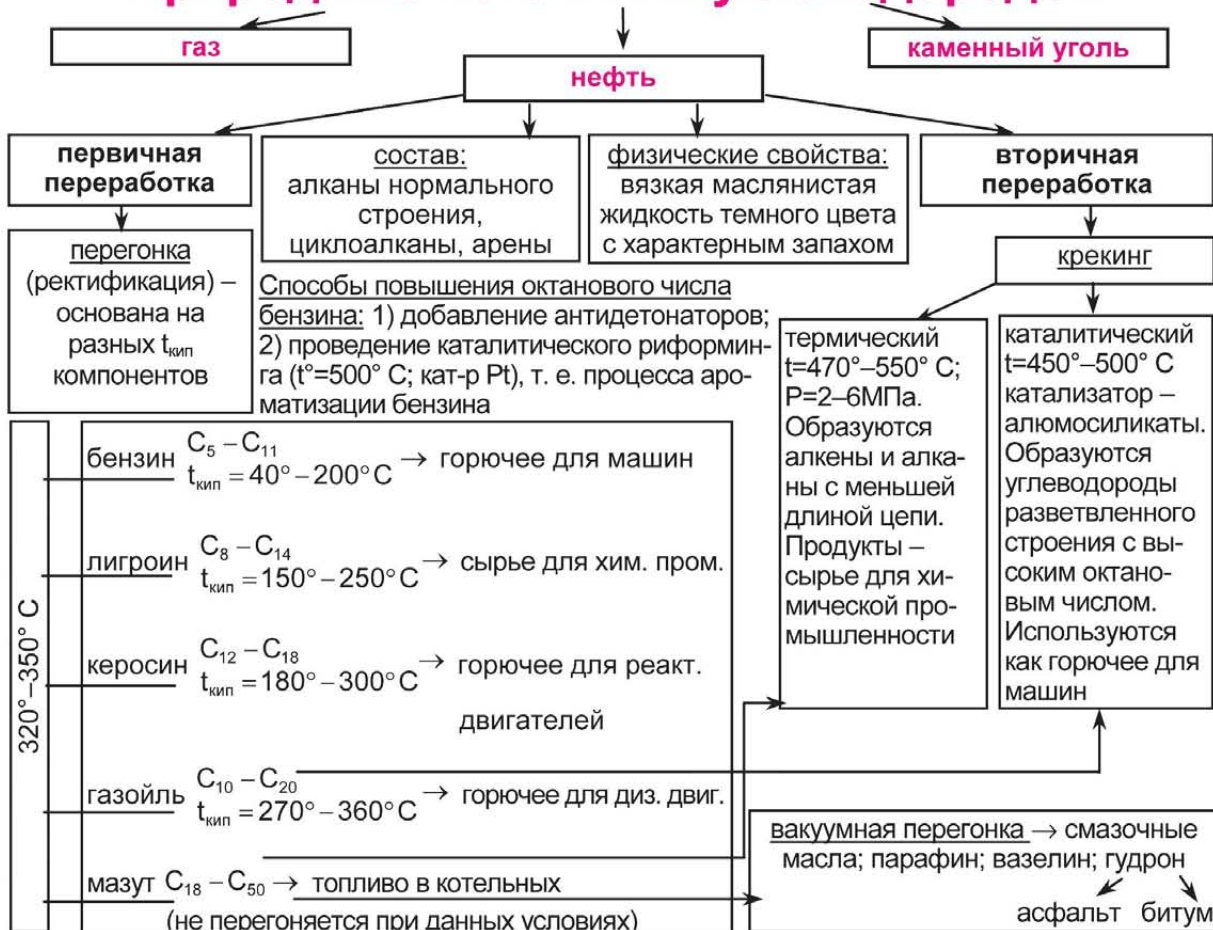 газ
каменный уголь
нефть
первичная
переработка
состав:
алканы нормального
строения,
циклоалканы, арены
физические свойства:
вязкая маслянистая
жидкость темного цвета
с характерным запахом
вторичная
переработка
перегонка
(ректификация) –
основана на
разных tкип
компонентов
Способы повышения октанового числа
бензина: 1) добавление антидетонаторов;
2) проведение каталитического риформин-
га (t°=500° C; кат-р Pt), т. е. процесса аро-
матизации бензина
крекинг
термический
t=470°–550° C;
P=2–6МПа.
Образуются
алкены и алка-
ны с меньшей
длиной цепи.
Продукты –
сырье для хи-
мической про-
мышленности
каталитический
t=450°–500° C
катализатор –
алюмосиликаты.
Образуются
углеводороды
разветвленного
строения с вы-
соким октано-
вым числом.
Используются
как горючее для
машин
320°–350° C
бензин C₅ – C₁₁
tкип = 40° – 200°C → горючее для машин
лигроин C₈ – C₁₄
tкип = 150° – 250°C → сырье для хим. пром.
керосин C₁₂ – C₁₈
tкип = 180° – 300°C → горючее для реакт.
двигателей
газойль C₁₀ – C₂₀
tкип = 270° – 360°C → горючее для диз. двиг.
мазут C₁₈ – C₅₀ → топливо в котельных
(не перегоняется при данных условиях)
вакуумная перегонка → смазочные
масла; парафин; вазелин; гудрон
асфальт битум